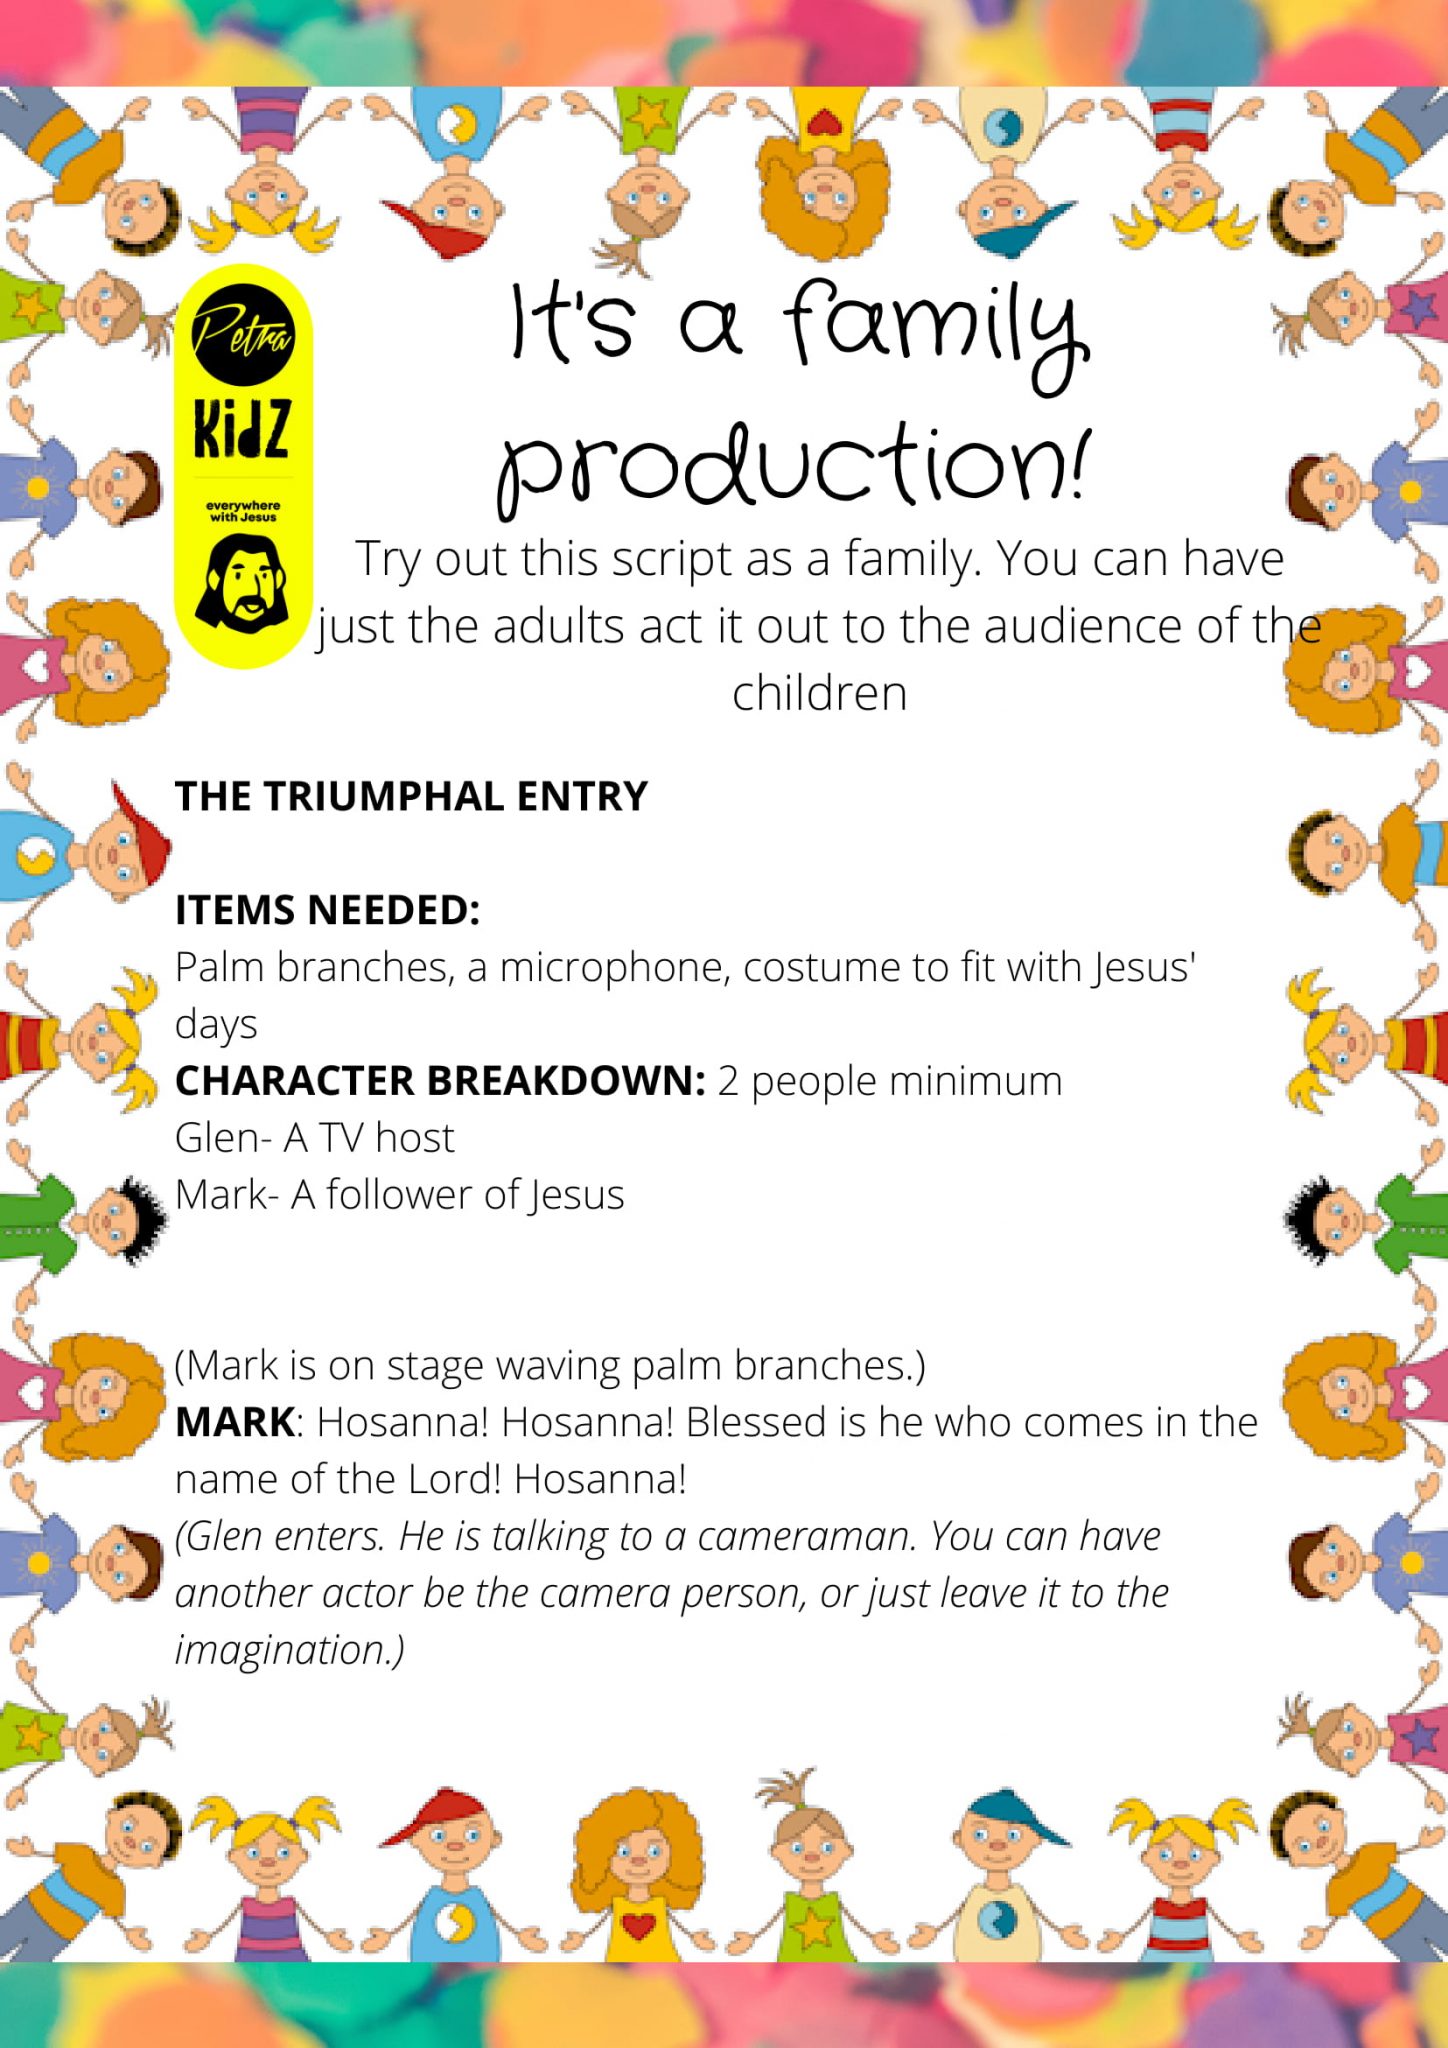 Petra
KidZ
everywhere
with Jesus
It's a family
production!
Try out this script as a family. You can have
just the adults act it out to the audience of the
children
THE TRIUMPHAL ENTRY
ITEMS NEEDED:
Palm branches, a microphone, costume to fit with Jesus'
days
CHARACTER BREAKDOWN: 2 people minimum
Glen- A TV host
Mark- A follower of Jesus
(Mark is on stage waving palm branches.)
MARK: Hosanna! Hosanna! Blessed is he who comes in the
name of the Lord! Hosanna!
(Glen enters. He is talking to a cameraman. You can have
another actor be the camera person, or just leave it to the
imagination.)